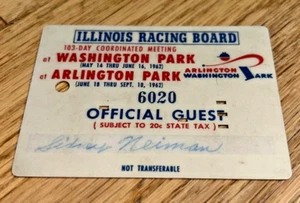 ILLINOIS RACING BOARD
103-DAY COORDINATED MEETING
at WASHINGTON PARK
(MAY 14 THRU JUNE 16, 1962)
at ARLINGTON PARK
(JUNE 18 THRU SEPT. 10, 1962)
ARLINGTON
WASHINGTON PARK
6020
OFFICIAL GUEST
( SUBJECT TO 20c STATE TAX )
Sidney Neiman
NOT TRANSFERABLE